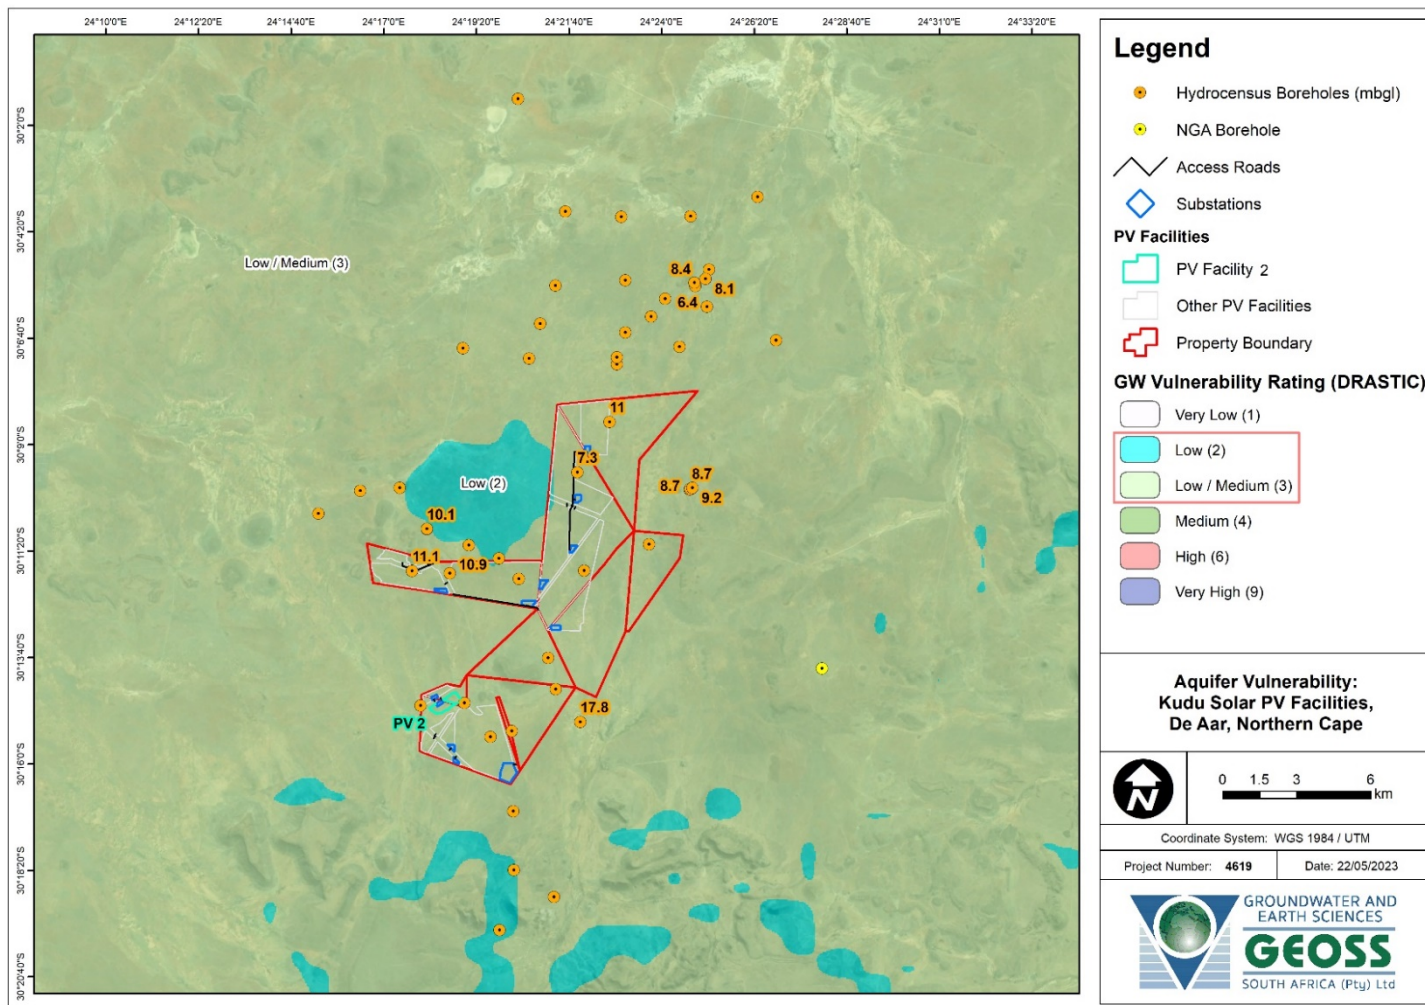 24°10'0"E 24°12'20"E 24°14'40"E 24°17'0"E 24°19'20"E 24°21'40"E 24°24'0"E 24°26'20"E 24°28'40"E 24°31'0"E 24°33'20"E
30°2'0"S
30°4'20"S
30°6'40"S
30°9'0"S
30°11'20"S
30°13'40"S
30°16'0"S
30°18'20"S
30°20'40"S
Low / Medium (3)
8.4
8.1
6.4
11
7.3
8.7
8.7
9.2
Low (2)
10.1
11.1
10.9
17.8
PV 2
Legend
Hydrocensus Boreholes (mbgl)
NGA Borehole
Access Roads
Substations
PV Facilities
PV Facility 2
Other PV Facilities
Property Boundary
GW Vulnerability Rating (DRASTIC)
Very Low (1)
Low (2)
Low / Medium (3)
Medium (4)
High (6)
Very High (9)
Aquifer Vulnerability:
Kudu Solar PV Facilities,
De Aar, Northern Cape
N
0 1.5 3 6
km
Coordinate System: WGS 1984 / UTM
Project Number: 4619 Date: 22/05/2023
GROUNDWATER AND
EARTH SCIENCES
GEOSS
SOUTH AFRICA (Pty) Ltd